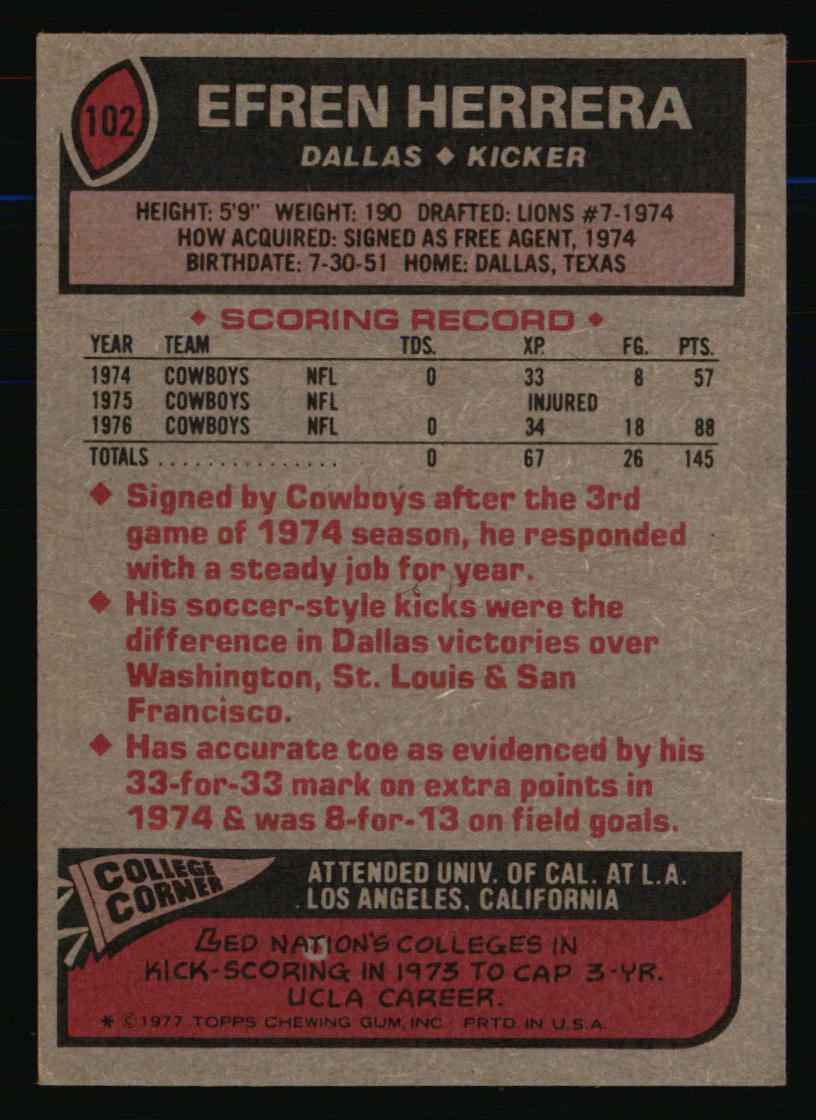 102
EFREN HERRERA
DALLAS ◆ KICKER
HEIGHT: 5'9" WEIGHT: 190 DRAFTED: LIONS #7-1974
HOW ACQUIRED: SIGNED AS FREE AGENT, 1974
BIRTHDATE: 7-30-51 HOME: DALLAS, TEXAS
◆ SCORING RECORD ◆
YEAR TEAM TDS. XP. FG. PTS.
1974 COWBOYS NFL 0 33 8 57
1975 COWBOYS NFL INJURED
1976 COWBOYS NFL 0 34 18 88
TOTALS ................ 0 67 26 145
◆ Signed by Cowboys after the 3rd
game of 1974 season, he responded
with a steady job for year.
◆ His soccer-style kicks were the
difference in Dallas victories over
Washington, St. Louis & San
Francisco.
◆ Has accurate toe as evidenced by his
33-for-33 mark on extra points in
1974 & was 8-for-13 on field goals.
COLLEGE
CORNER
ATTENDED UNIV. OF CAL. AT L.A.
LOS ANGELES, CALIFORNIA
LED NATION'S COLLEGES IN
KICK-SCORING IN 1973 TO CAP 3-YR.
UCLA CAREER.
* © 1977 TOPPS CHEWING GUM, INC. PRTD. IN U.S.A.